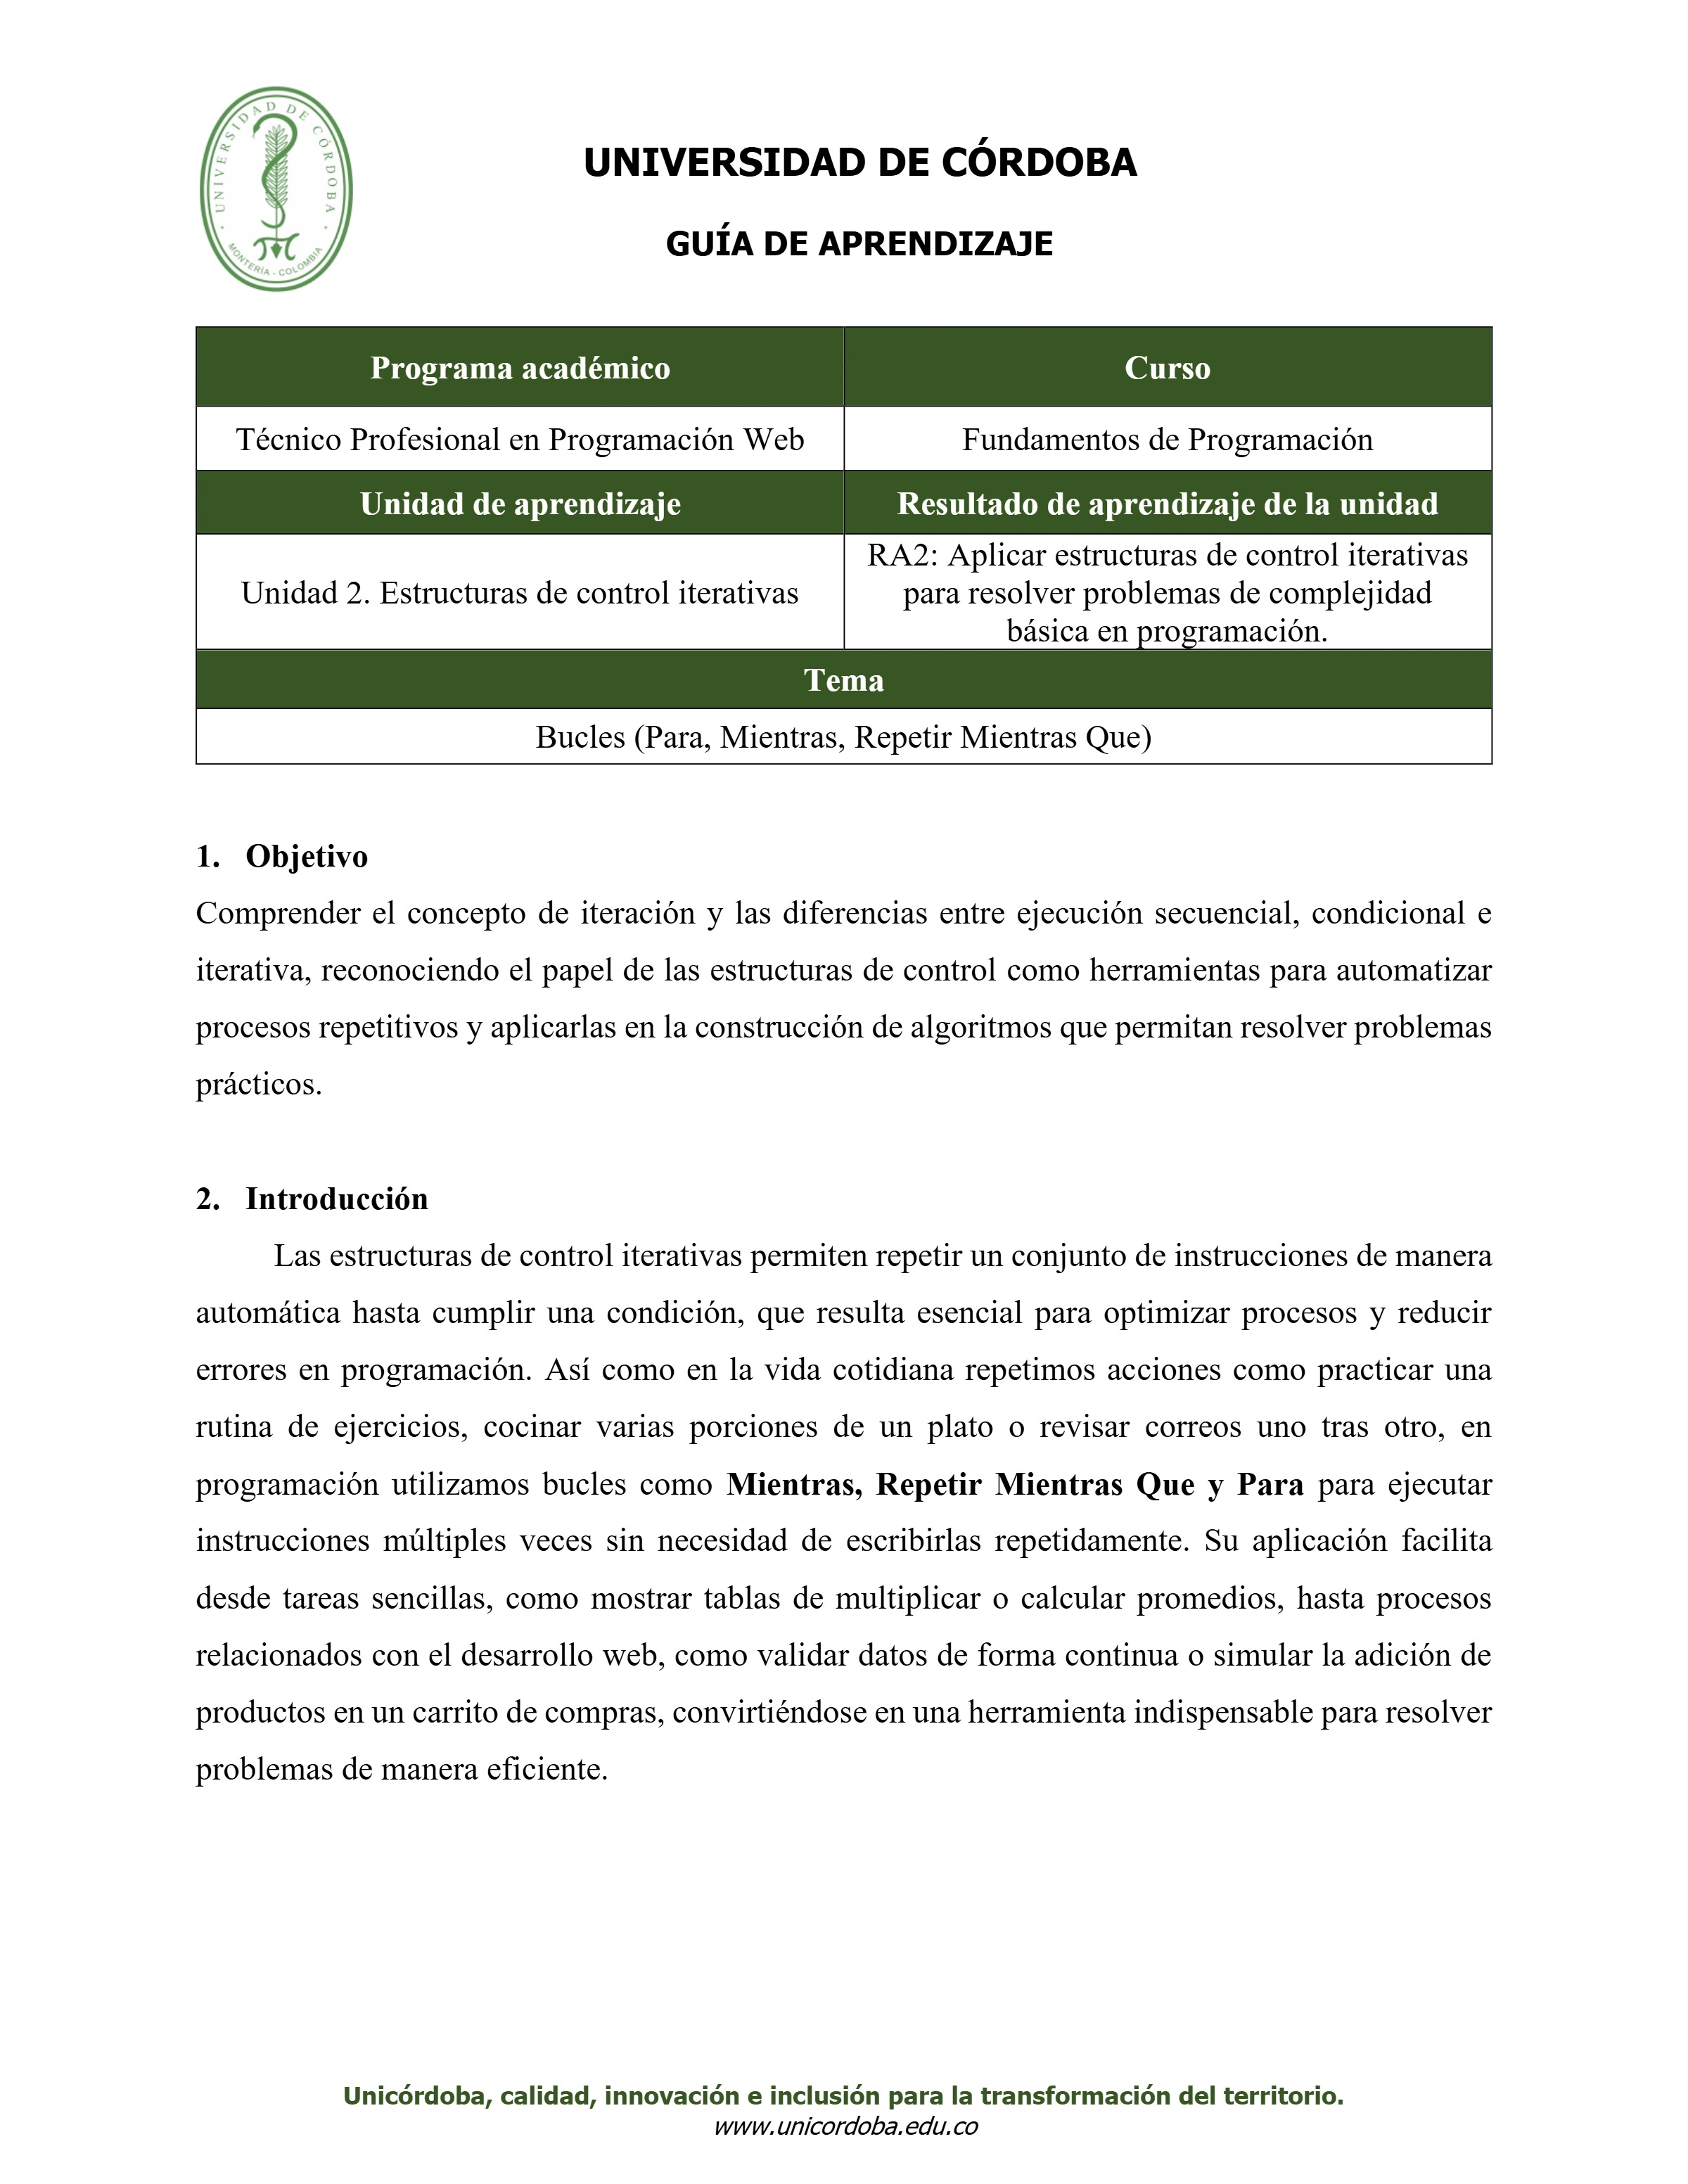 UNIVERSIDAD DE CÓRDOBA
MONTERÍA - COLOMBIA
UNIVERSIDAD DE CÓRDOBA
GUÍA DE APRENDIZAJE
Programa académico
Curso
Técnico Profesional en Programación Web
Fundamentos de Programación
Unidad de aprendizaje
Resultado de aprendizaje de la unidad
Unidad 2. Estructuras de control iterativas
RA2: Aplicar estructuras de control iterativas
para resolver problemas de complejidad
básica en programación.
Tema
Bucles (Para, Mientras, Repetir Mientras Que)
1. Objetivo
Comprender el concepto de iteración y las diferencias entre ejecución secuencial, condicional e
iterativa, reconociendo el papel de las estructuras de control como herramientas para automatizar
procesos repetitivos y aplicarlas en la construcción de algoritmos que permitan resolver problemas
prácticos.
2. Introducción
Las estructuras de control iterativas permiten repetir un conjunto de instrucciones de manera
automática hasta cumplir una condición, que resulta esencial para optimizar procesos y reducir
errores en programación. Así como en la vida cotidiana repetimos acciones como practicar una
rutina de ejercicios, cocinar varias porciones de un plato o revisar correos uno tras otro, en
programación utilizamos bucles como Mientras, Repetir Mientras Que y Para para ejecutar
instrucciones múltiples veces sin necesidad de escribirlas repetidamente. Su aplicación facilita
desde tareas sencillas, como mostrar tablas de multiplicar o calcular promedios, hasta procesos
relacionados con el desarrollo web, como validar datos de forma continua o simular la adición de
productos en un carrito de compras, convirtiéndose en una herramienta indispensable para resolver
problemas de manera eficiente.
Unicórdoba, calidad, innovación e inclusión para la transformación del territorio.
www.unicordoba.edu.co